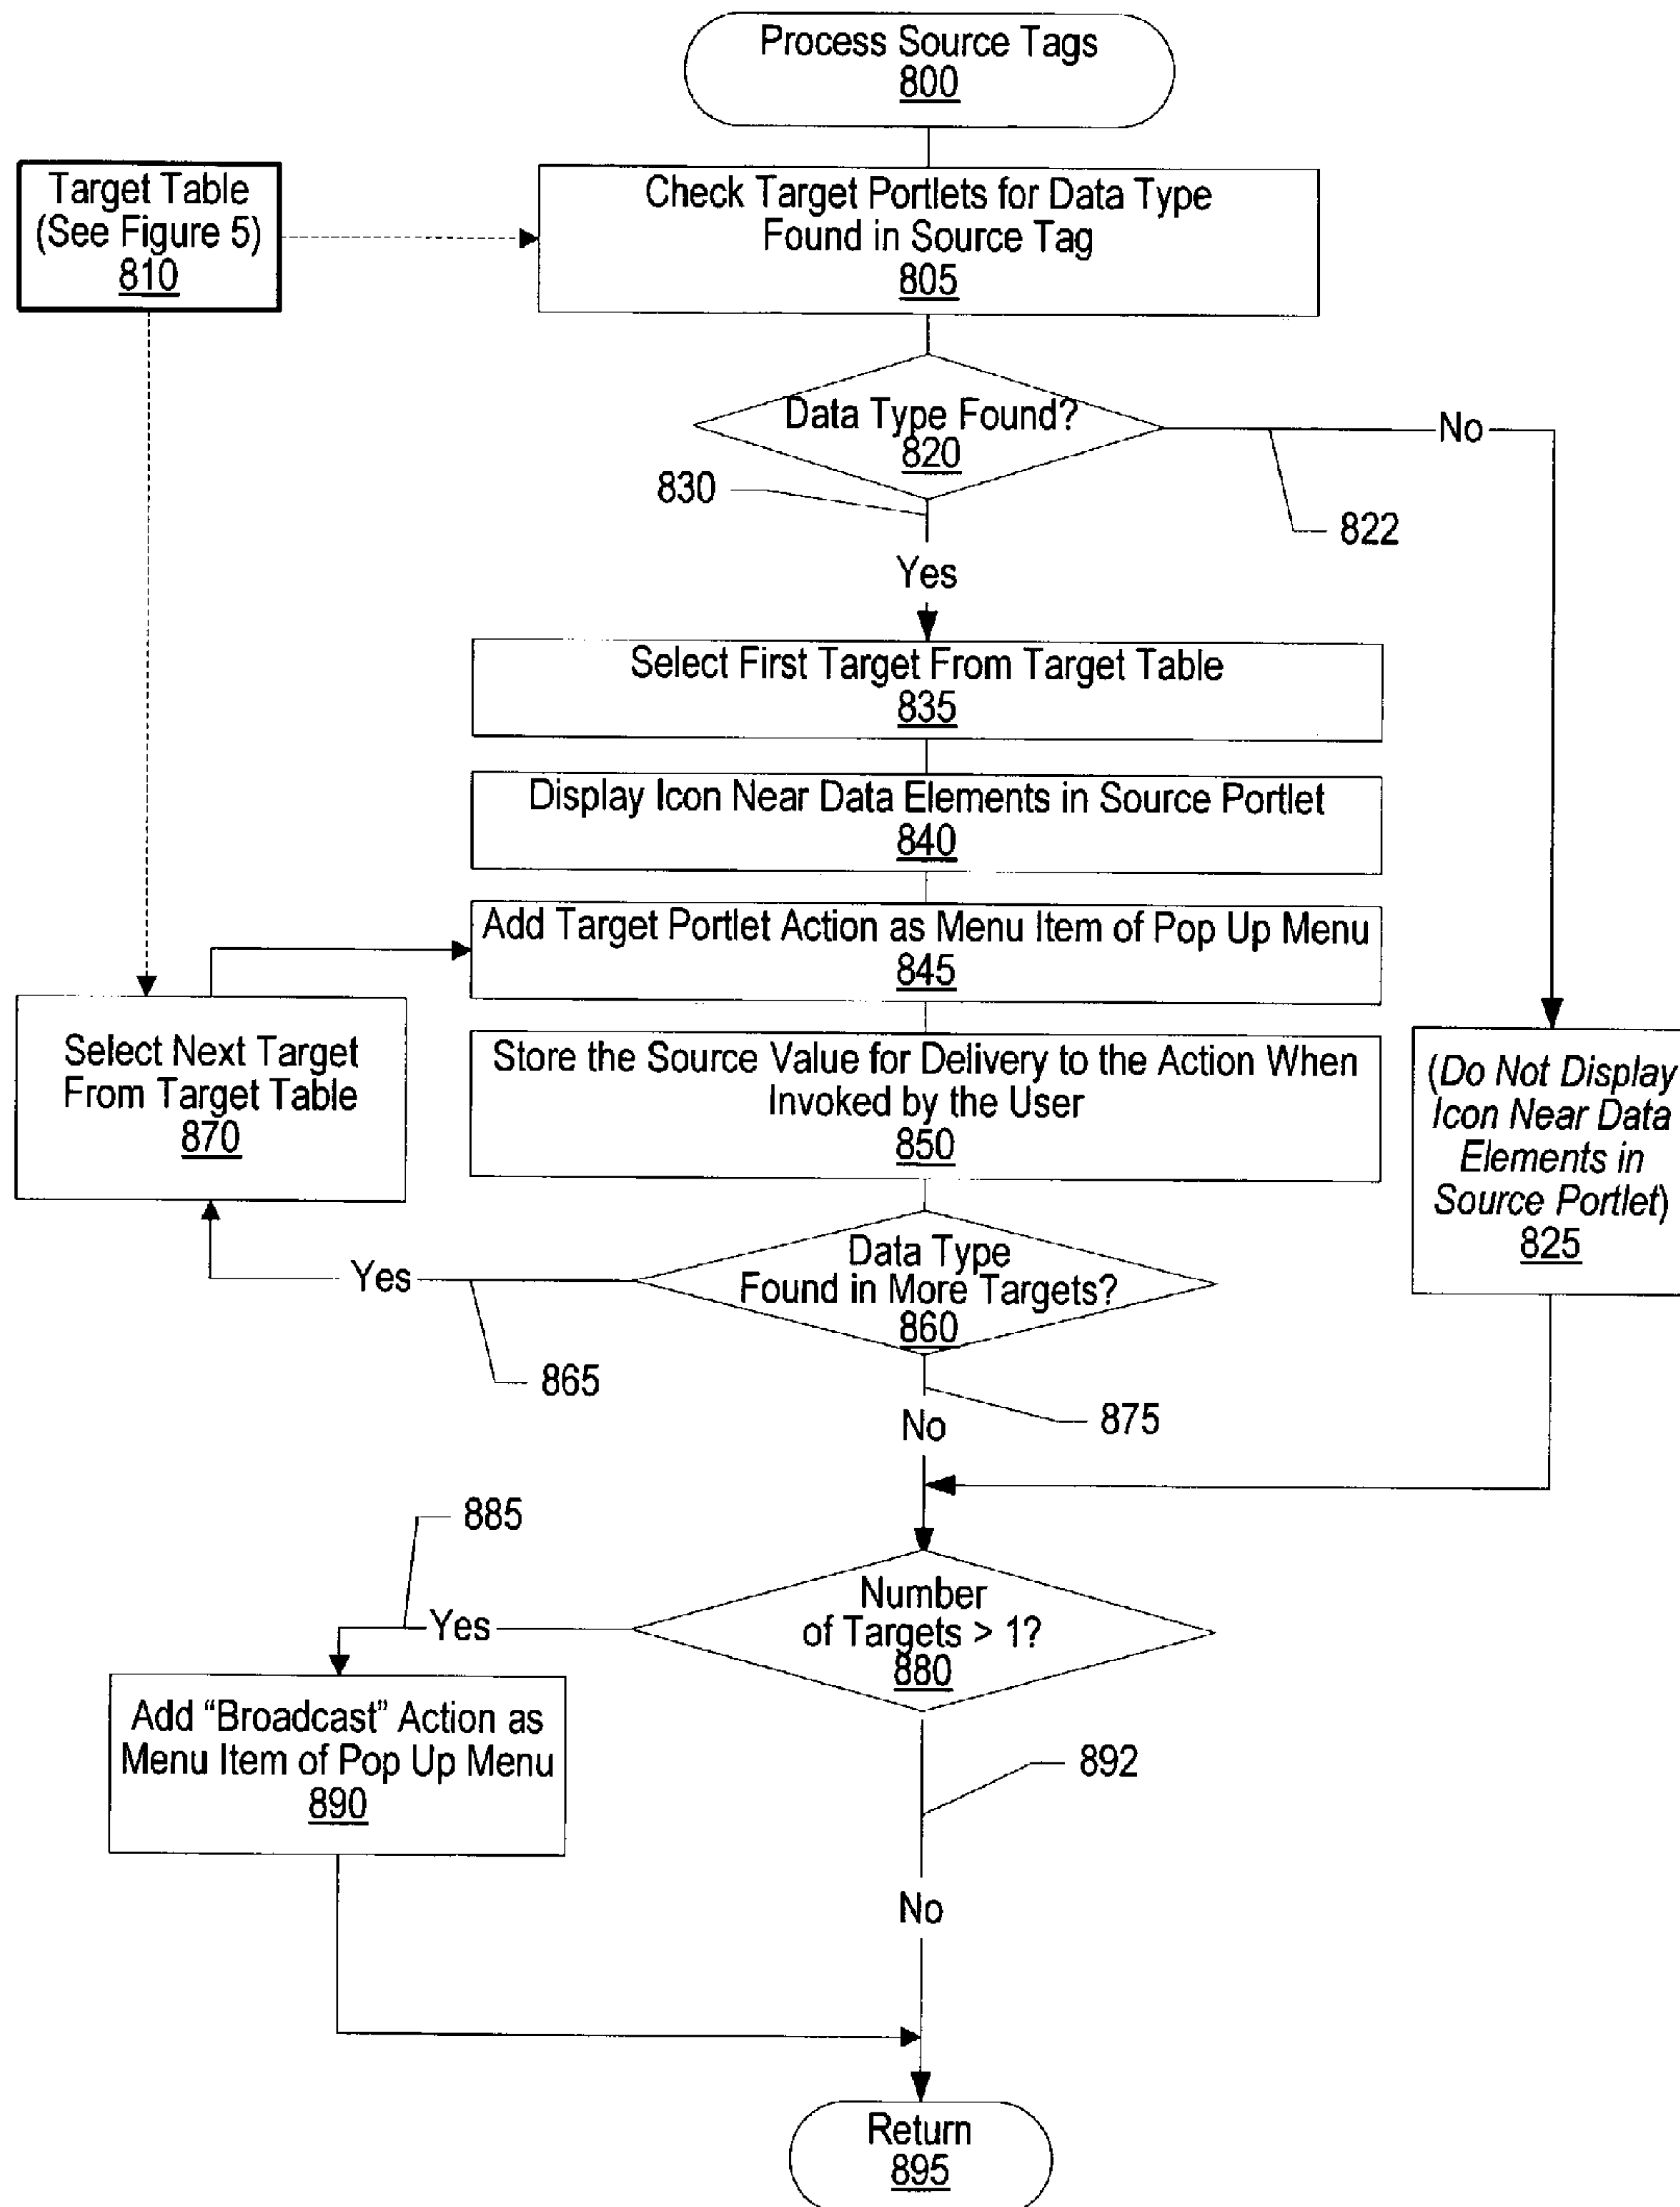 Process Source Tags
800
Target Table
(See Figure 5)
810
Check Target Portlets for Data Type
Found in Source Tag
805
Data Type Found?
820
No
822
830
Yes
Select First Target From Target Table
835
Display Icon Near Data Elements in Source Portlet
840
Add Target Portlet Action as Menu Item of Pop Up Menu
845
Select Next Target
From Target Table
870
Store the Source Value for Delivery to the Action When
Invoked by the User
850
(Do Not Display
Icon Near Data
Elements in
Source Portlet)
825
Data Type
Found in More Targets?
860
Yes
865
875
No
885
Number
of Targets > 1?
880
Yes
Add “Broadcast” Action as
Menu Item of Pop Up Menu
890
892
No
Return
895